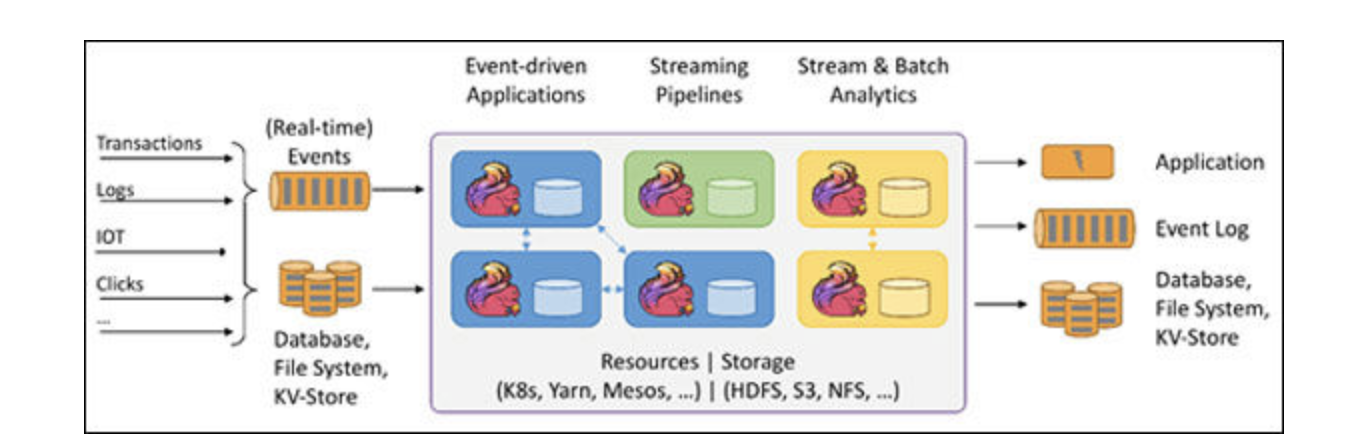 Event-driven
Applications
Streaming
Pipelines
Stream & Batch
Analytics
Transactions
Logs
IOT
Clicks
...
(Real-time)
Events
Database,
File System,
KV-Store
Resources | Storage
(K8s, Yarn, Mesos, ...) | (HDFS, S3, NFS, ...)
Application
Event Log
Database,
File System,
KV-Store